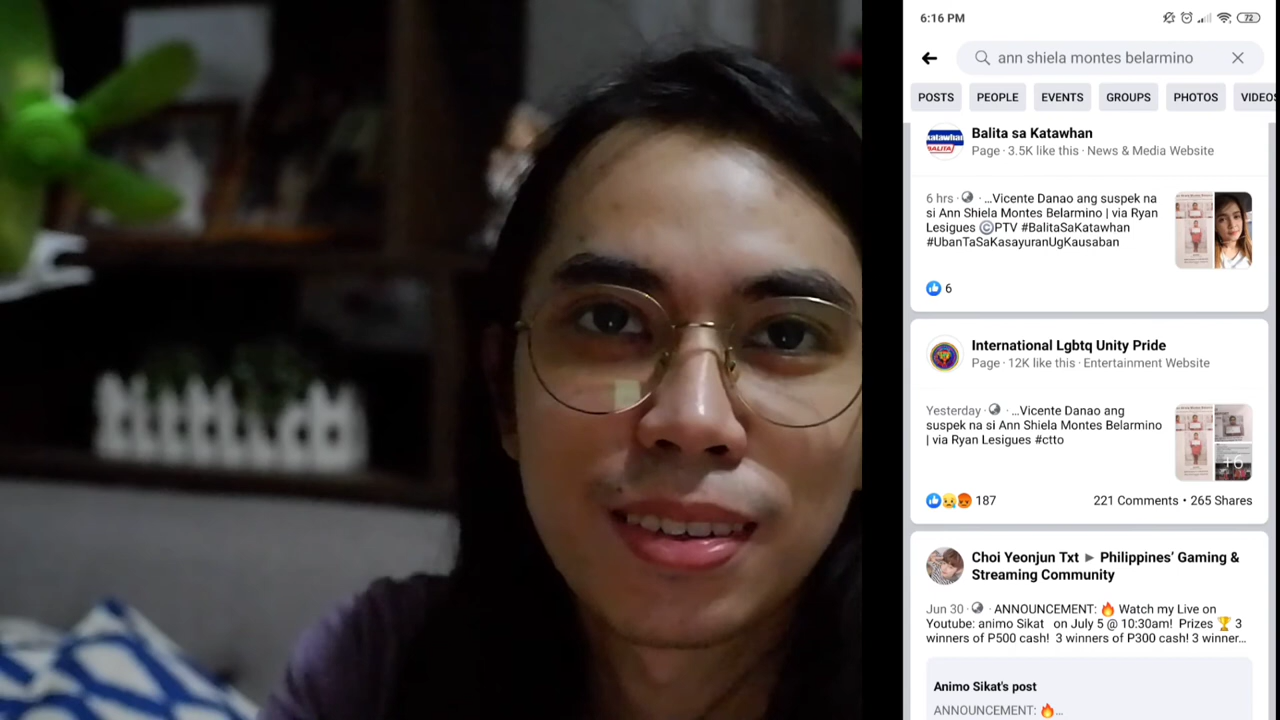 6:16 PM
72
ann shiela montes belarmino
POSTS PEOPLE EVENTS GROUPS PHOTOS VIDEOS
katawhan
BALITA
Balita sa Katawhan
Page · 3.5K like this · News & Media Website
6 hrs · ...Vicente Danao ang suspek na
si Ann Shiela Montes Belarmino | via Ryan
Lesigues ©PTV #BalitaSaKatawhan
#UbanTaSaKasayuranUgKausaban
6
International Lgbtq Unity Pride
Page · 12K like this · Entertainment Website
Yesterday · ...Vicente Danao ang
suspek na si Ann Shiela Montes Belarmino
| via Ryan Lesigues #ctto
+6
187
221 Comments • 265 Shares
Choi Yeonjun Txt ► Philippines’ Gaming &
Streaming Community
Jun 30 · ANNOUNCEMENT: 🔥 Watch my Live on
Youtube: animo Sikat on July 5 @ 10:30am! Prizes 🏆 3
winners of P500 cash! 3 winners of P300 cash! 3 winner...
Animo Sikat's post
ANNOUNCEMENT: 🔥...